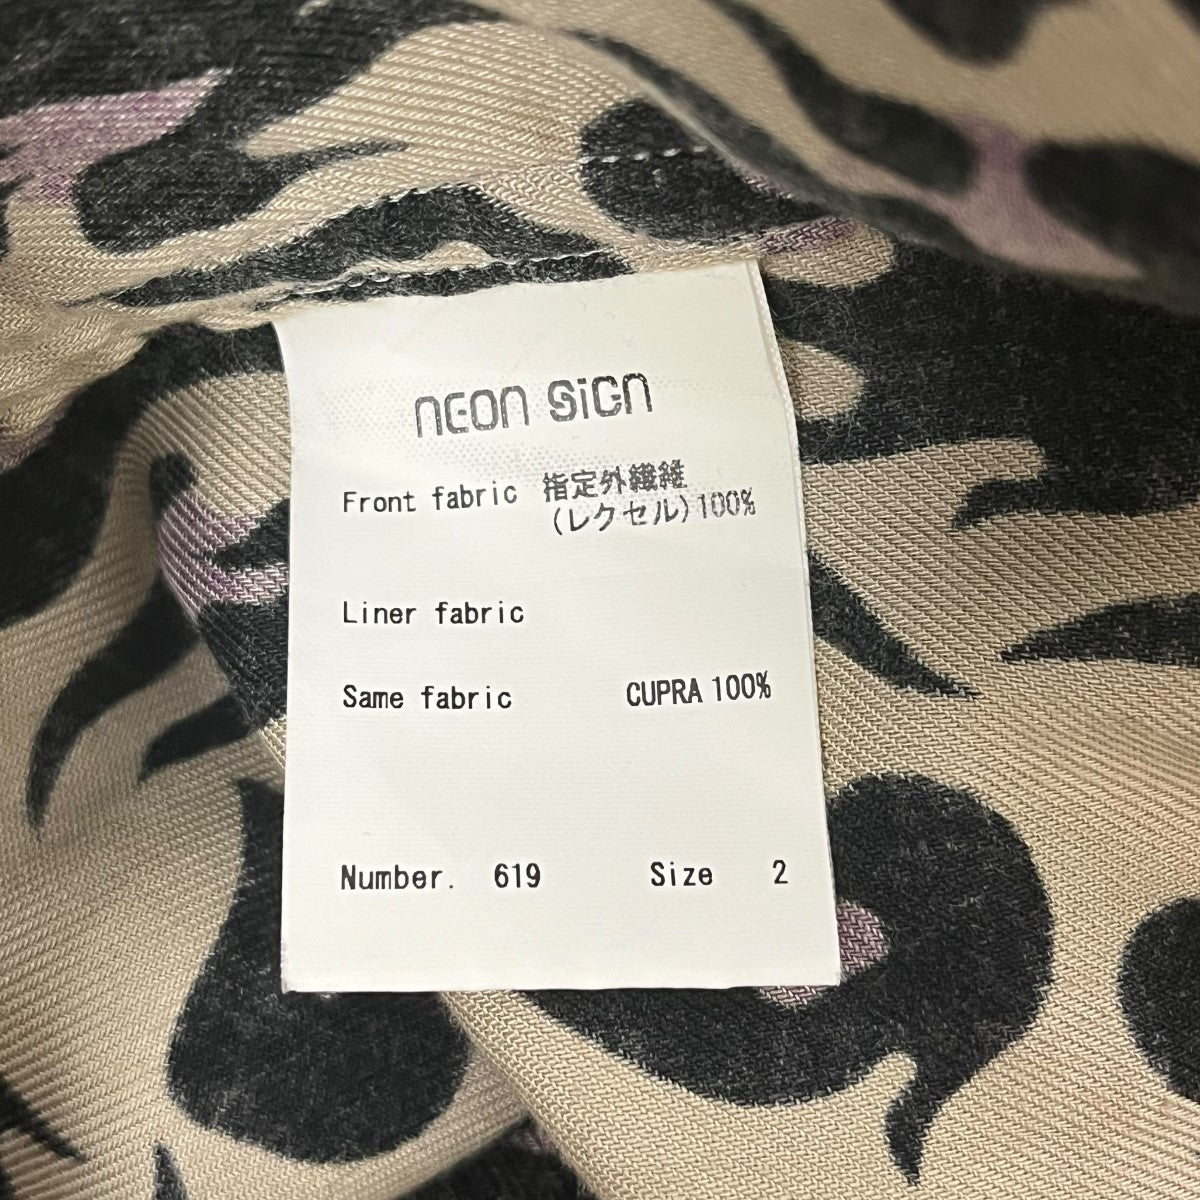 NEON SiGN
Front fabric 指定外繊維
(レクセル)100%
Liner fabric
Same fabric CUPRA 100%
Number. 619 Size 2